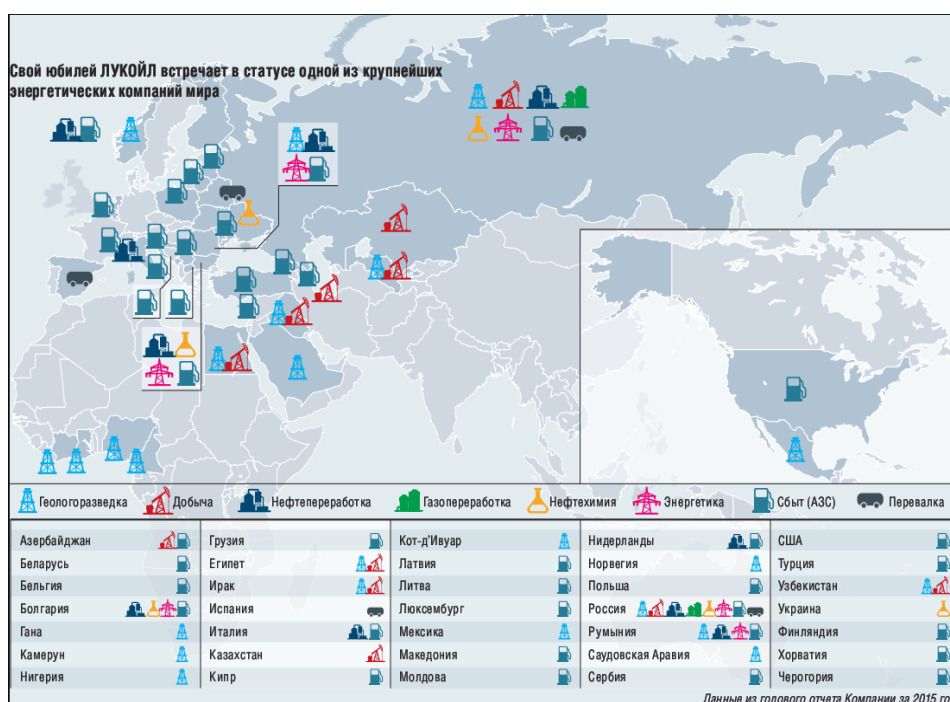 Свой юбилей ЛУКОЙЛ встречает в статусе одной из крупнейших
энергетических компаний мира
Геологоразведка Добыча Нефтепереработка Газопереработка Нефтехимия Энергетика Сбыт (АЗС) Перевалка
Азербайджан Грузия Кот-д'Ивуар Нидерланды США
Беларусь Египет Латвия Норвегия Турция
Бельгия Ирак Литва Польша Узбекистан
Болгария Испания Люксембург Россия Украина
Гана Италия Мексика Румыния Финляндия
Камерун Казахстан Македония Саудовская Аравия Хорватия
Нигерия Кипр Молдова Сербия Черогория
Данные из годового отчета Компании за 2015 го